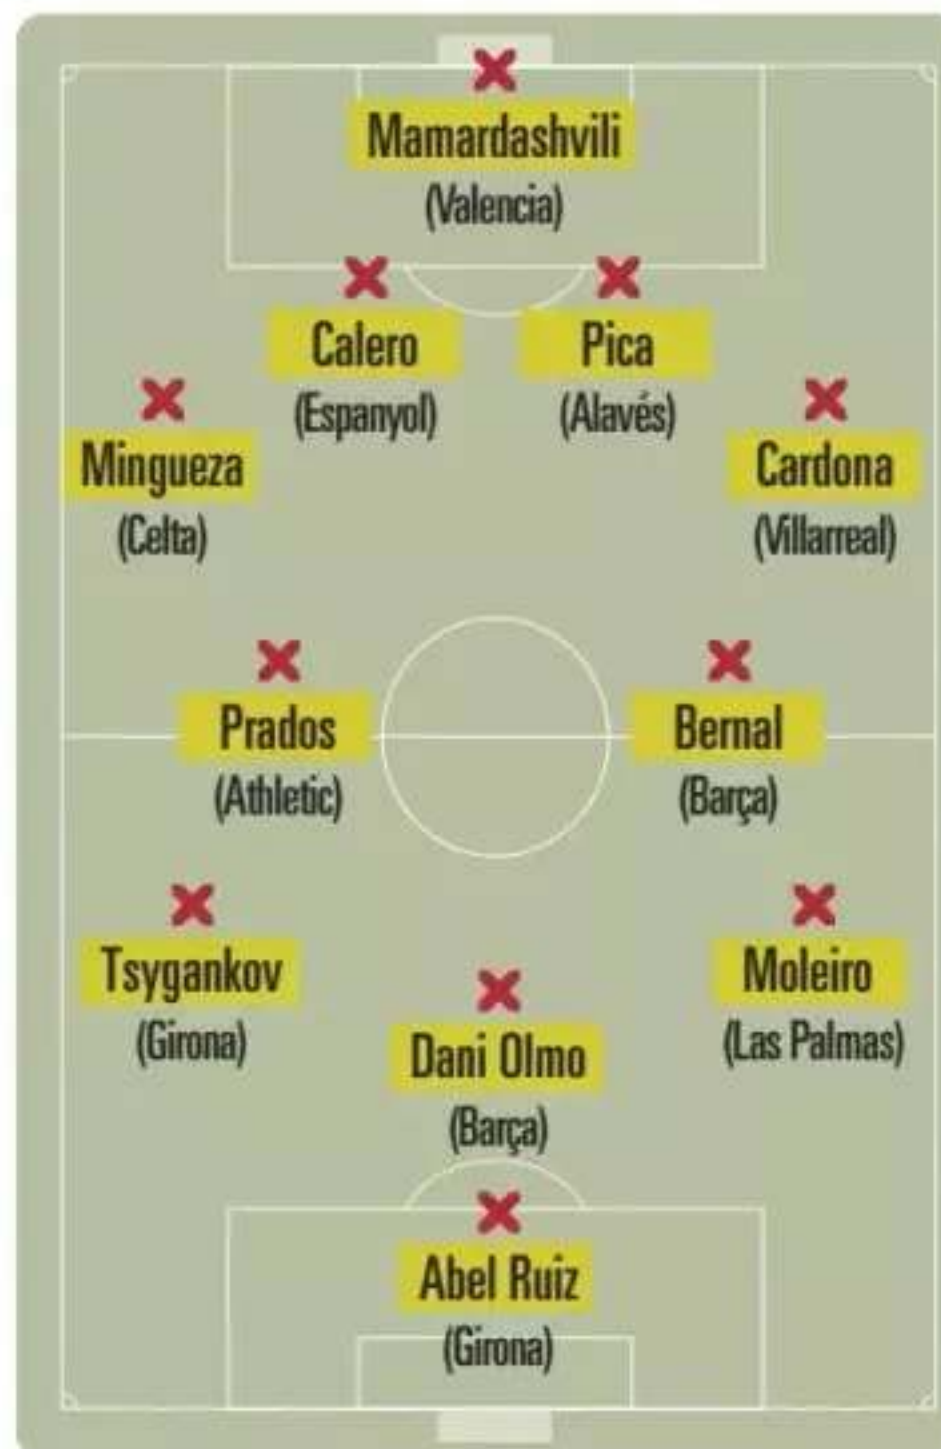 Mamardashvili
(Valencia)
Calero
(Espanyol)
Pica
(Alavés)
Mingueza
(Celta)
Cardona
(Villarreal)
Prados
(Athletic)
Bernal
(Barça)
Tsygankov
(Girona)
Moleiro
(Las Palmas)
Dani Olmo
(Barça)
Abel Ruiz
(Girona)